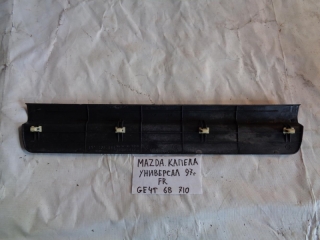 MAZDA КАПЕЛА
УНИВЕРСАЛ 97г
FR
GE4T 68 710